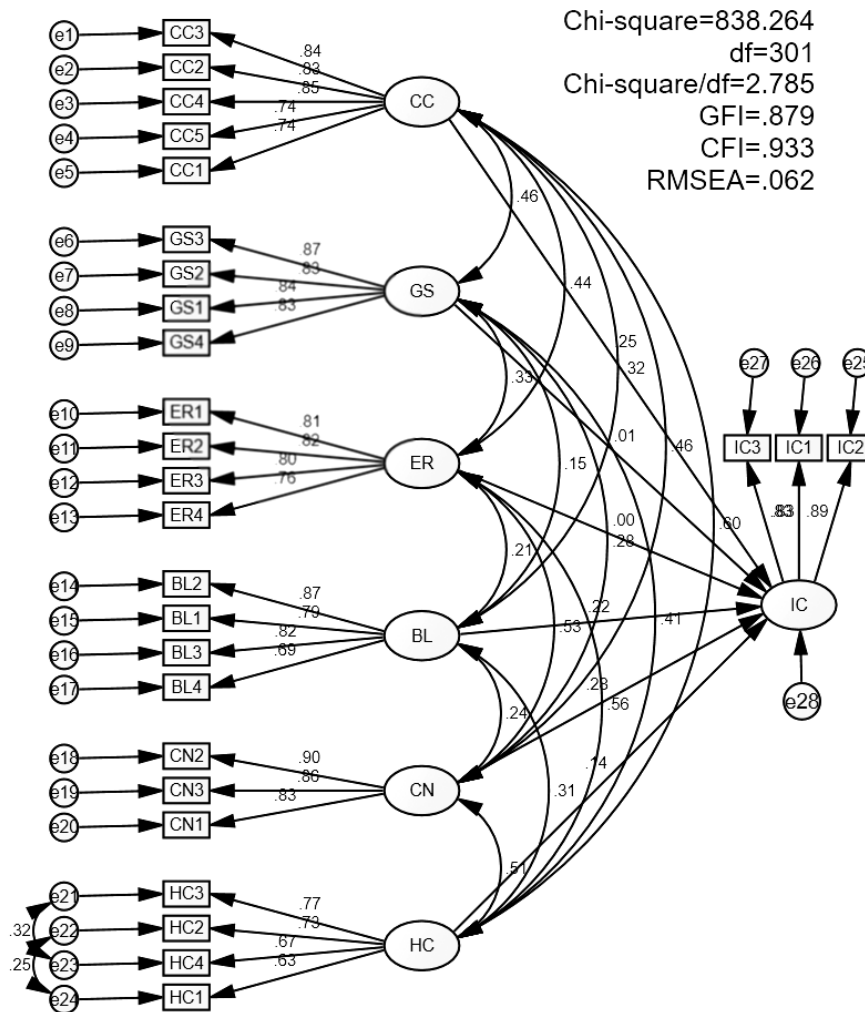 Chi-square=838.264
df=301
Chi-square/df=2.785
GFI=.879
CFI=.933
RMSEA=.062
e1 CC3 .84
e2 CC2 .83
e3 CC4 .85 CC
e4 CC5 .74
e5 CC1 .74
.46
e6 GS3 .87
e7 GS2 .83
e8 GS1 .84 GS
e9 GS4 .83
.44
.25
.32
.33
e27 e26 e25
e10 ER1 .81
e11 ER2 .82
e12 ER3 .80 ER
e13 ER4 .76
.01 .46
IC3 IC1 IC2
.15
.00 .60 .83 .89
.28
.21
e14 BL2 .87
e15 BL1 .79
e16 BL3 .82 BL
e17 BL4 .69
.22
.53 .41
IC
.28
.56
e28
.24
e18 CN2 .90
e19 CN3 .86 CN
e20 CN1 .83
.14
.31
.51
e21 HC3 .77
e22 HC2 .73
e23 HC4 .67 HC
e24 HC1 .63
.32
.25